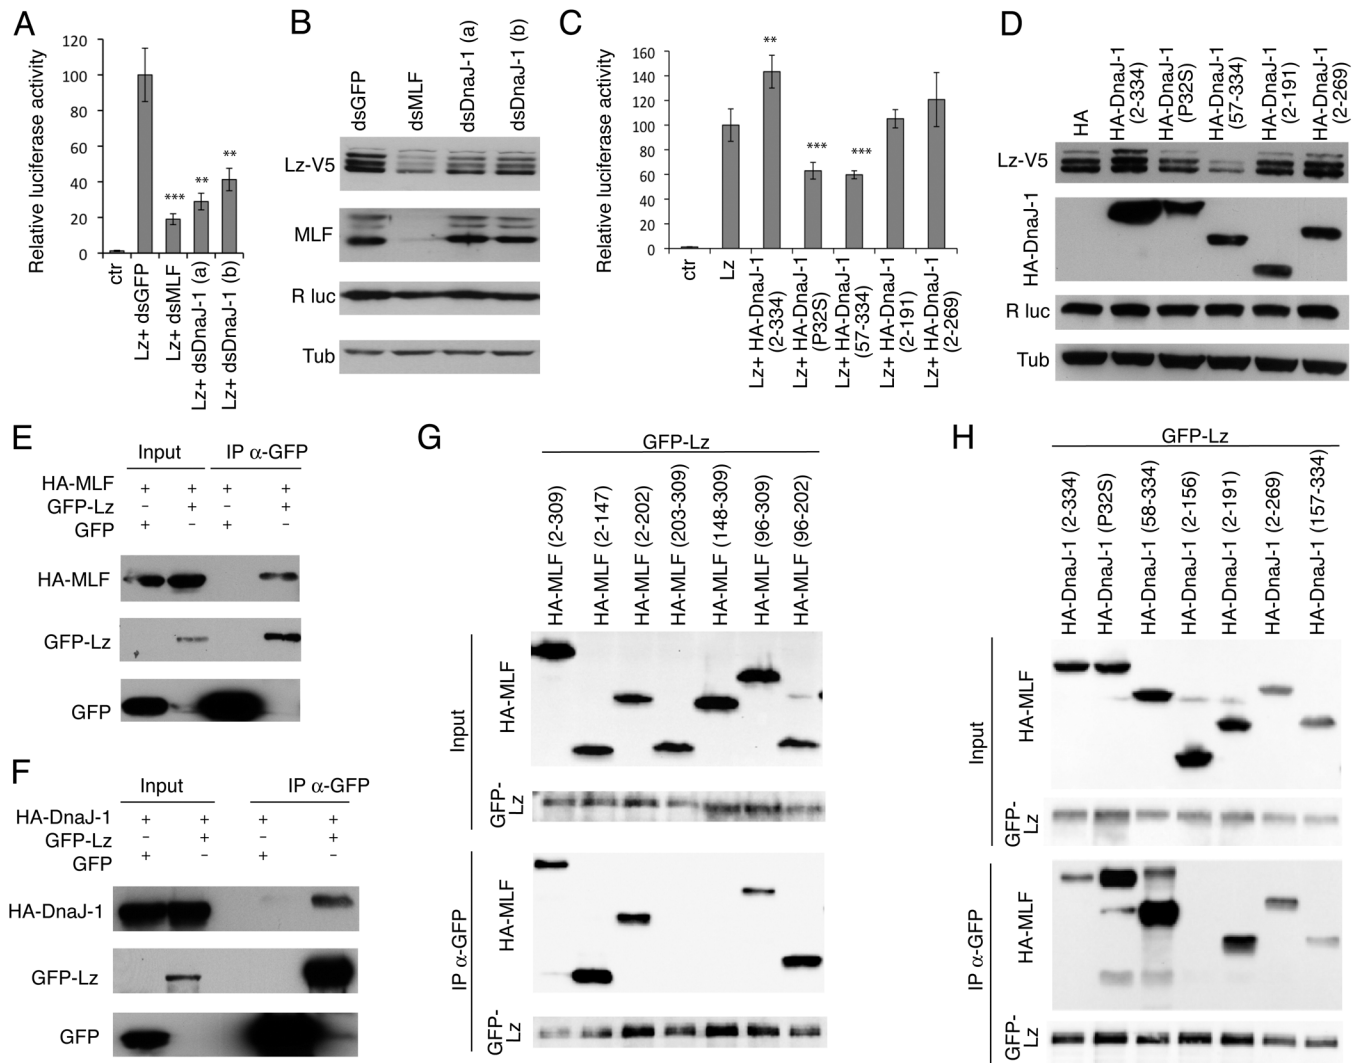 A
Relative luciferase activity
120
100
80
60
40
20
0
***
**
**
ctr
Lz+ dsGFP
Lz+ dsMLF
Lz+ dsDnaJ-1 (a)
Lz+ dsDnaJ-1 (b)
B
dsGFP
dsMLF
dsDnaJ-1 (a)
dsDnaJ-1 (b)
Lz-V5
MLF
R luc
Tub
C
Relative luciferase activity
160
140
120
100
80
60
40
20
0
**
***
***
ctr
Lz
Lz+ HA-DnaJ-1
(2-334)
Lz+ HA-DnaJ-1
(P32S)
Lz+ HA-DnaJ-1
(57-334)
Lz+ HA-DnaJ-1
(2-191)
Lz+ HA-DnaJ-1
(2-269)
D
HA
HA-DnaJ-1
(2-334)
HA-DnaJ-1
(P32S)
HA-DnaJ-1
(57-334)
HA-DnaJ-1
(2-191)
HA-DnaJ-1
(2-269)
Lz-V5
HA-DnaJ-1
R luc
Tub
E
Input IP α-GFP
HA-MLF + + + +
GFP-Lz - + - +
GFP + - + -
HA-MLF
GFP-Lz
GFP
F
Input IP α-GFP
HA-DnaJ-1 + + + +
GFP-Lz - + - +
GFP + - + -
HA-DnaJ-1
GFP-Lz
GFP
G
GFP-Lz
HA-MLF (2-309)
HA-MLF (2-147)
HA-MLF (2-202)
HA-MLF (203-309)
HA-MLF (148-309)
HA-MLF (96-309)
HA-MLF (96-202)
Input
HA-MLF
GFP-
Lz
IP α-GFP
HA-MLF
GFP-
Lz
H
GFP-Lz
HA-DnaJ-1 (2-334)
HA-DnaJ-1 (P32S)
HA-DnaJ-1 (58-334)
HA-DnaJ-1 (2-156)
HA-DnaJ-1 (2-191)
HA-DnaJ-1 (2-269)
HA-DnaJ-1 (157-334)
Input
HA-MLF
GFP-
Lz
IP α-GFP
HA-MLF
GFP-
Lz